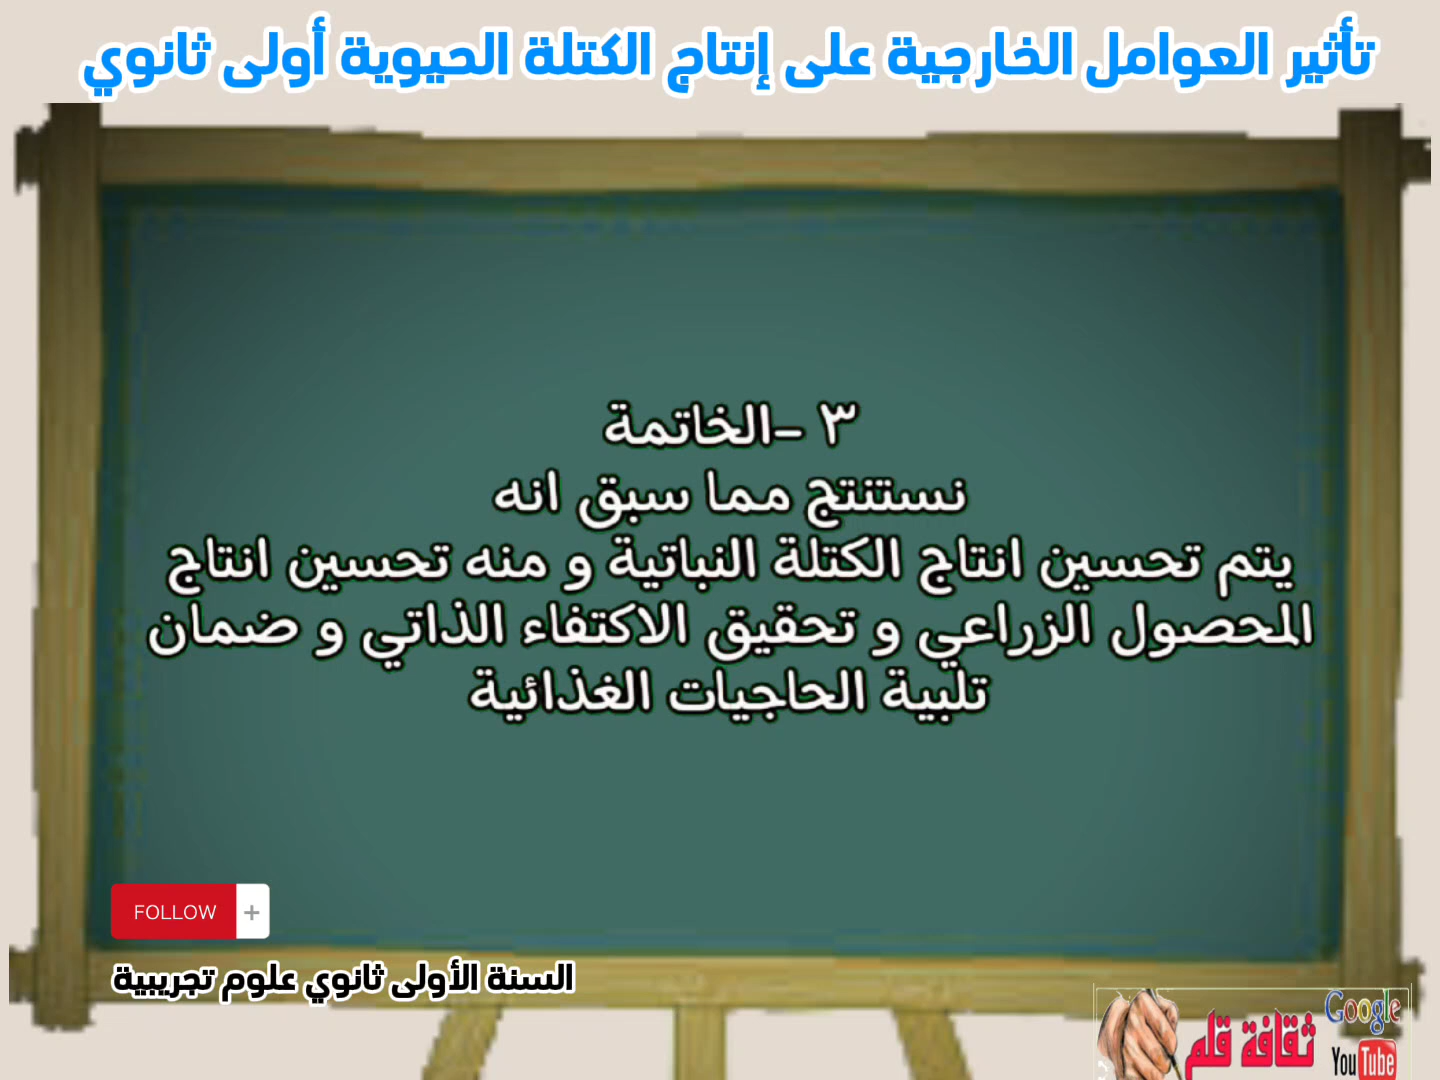 تأثير العوامل الخارجية على إنتاج الكتلة الحيوية أولى ثانوي
٣ -الخاتمة
نستنتج مما سبق انه
يتم تحسين انتاج الكتلة النباتية و منه تحسين انتاج
المحصول الزراعي و تحقيق الاكتفاء الذاتي و ضمان
تلبية الحاجيات الغذائية
FOLLOW +
السنة الأولى ثانوي علوم تجريبية
Google
ثقافة قلم
YouTube